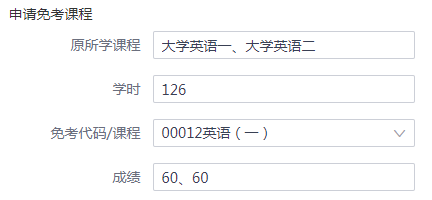 申请免考课程
原所学课程 大学英语一、大学英语二
学时 126
免考代码/课程 00012英语（一）
成绩 60、60